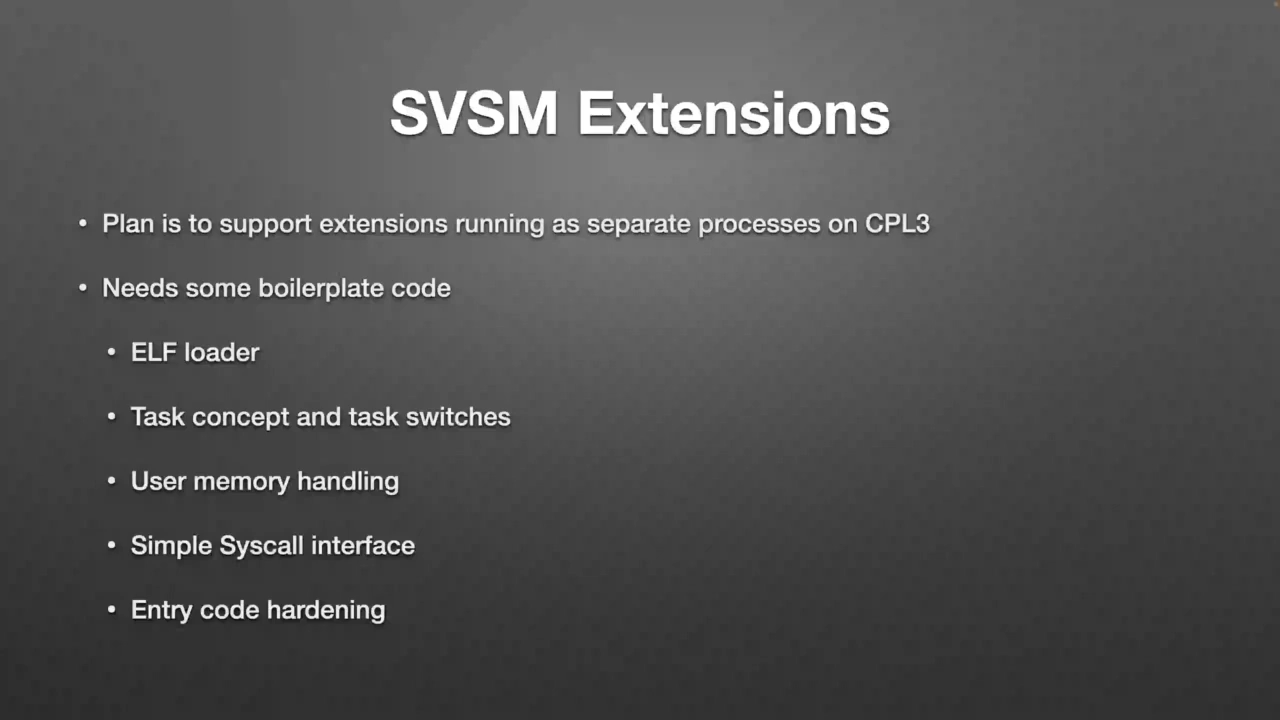 SVSM Extensions
• Plan is to support extensions running as separate processes on CPL3
• Needs some boilerplate code
• ELF loader
• Task concept and task switches
• User memory handling
• Simple Syscall interface
• Entry code hardening